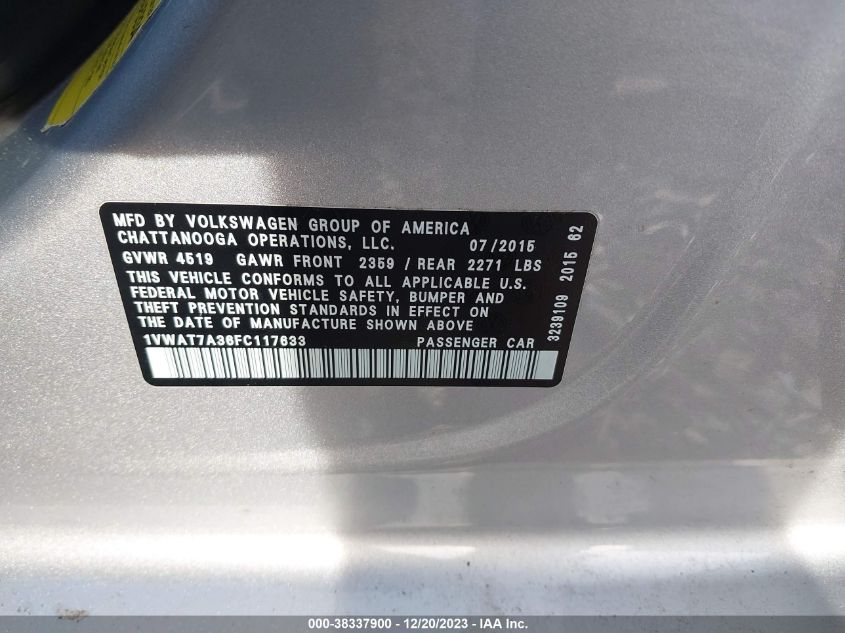 MFD BY VOLKSWAGEN GROUP OF AMERICA
CHATTANOOGA OPERATIONS, LLC. 07/2015
GVWR 4519 GAWR FRONT 2359 / REAR 2271 LBS
THIS VEHICLE CONFORMS TO ALL APPLICABLE U.S.
FEDERAL MOTOR VEHICLE SAFETY, BUMPER AND
THEFT PREVENTION STANDARDS IN EFFECT ON
THE DATE OF MANUFACTURE SHOWN ABOVE
1VWAT7A36FC117633 PASSENGER CAR
3239109 2015 62
000-38337900 - 12/20/2023 - IAA Inc.